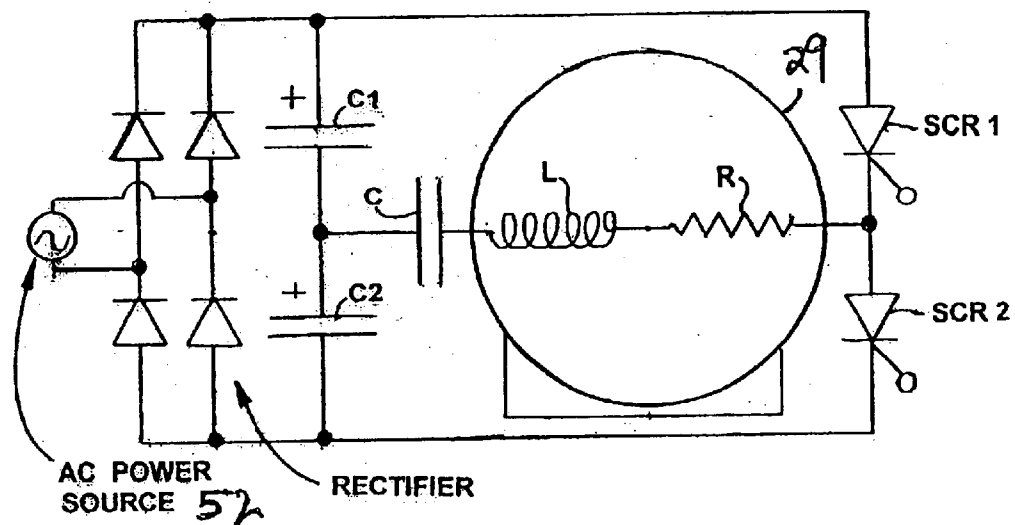 29
+
C1
SCR 1
L
R
C
+
C2
SCR 2
AC POWER
SOURCE 52
RECTIFIER